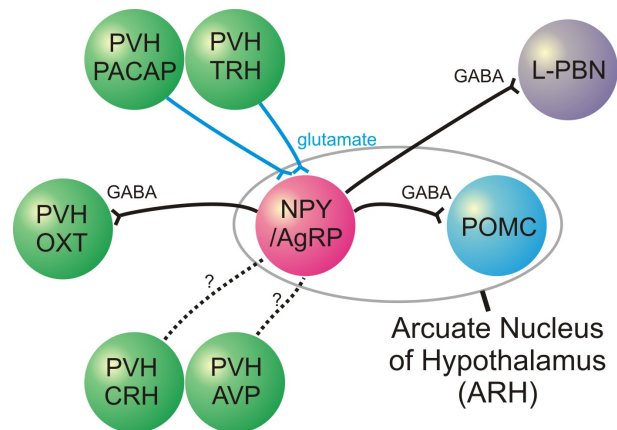 PVH
PACAP
PVH
TRH
GABA
L-PBN
glutamate
GABA
PVH
OXT
NPY
/AgRP
GABA
POMC
?
?
PVH
CRH
PVH
AVP
Arcuate Nucleus
of Hypothalamus
(ARH)